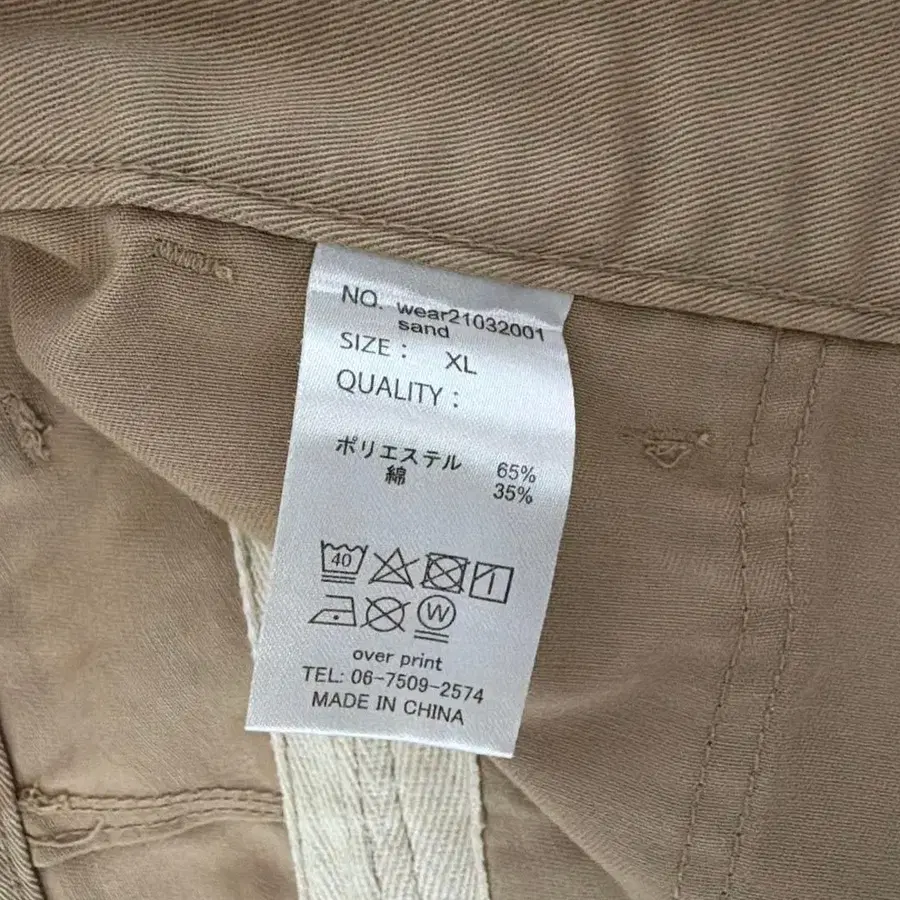 NO. wear21032001
sand
SIZE : XL
QUALITY :
ポリエステル 65%
綿 35%
40
W
over print
TEL: 06-7509-2574
MADE IN CHINA